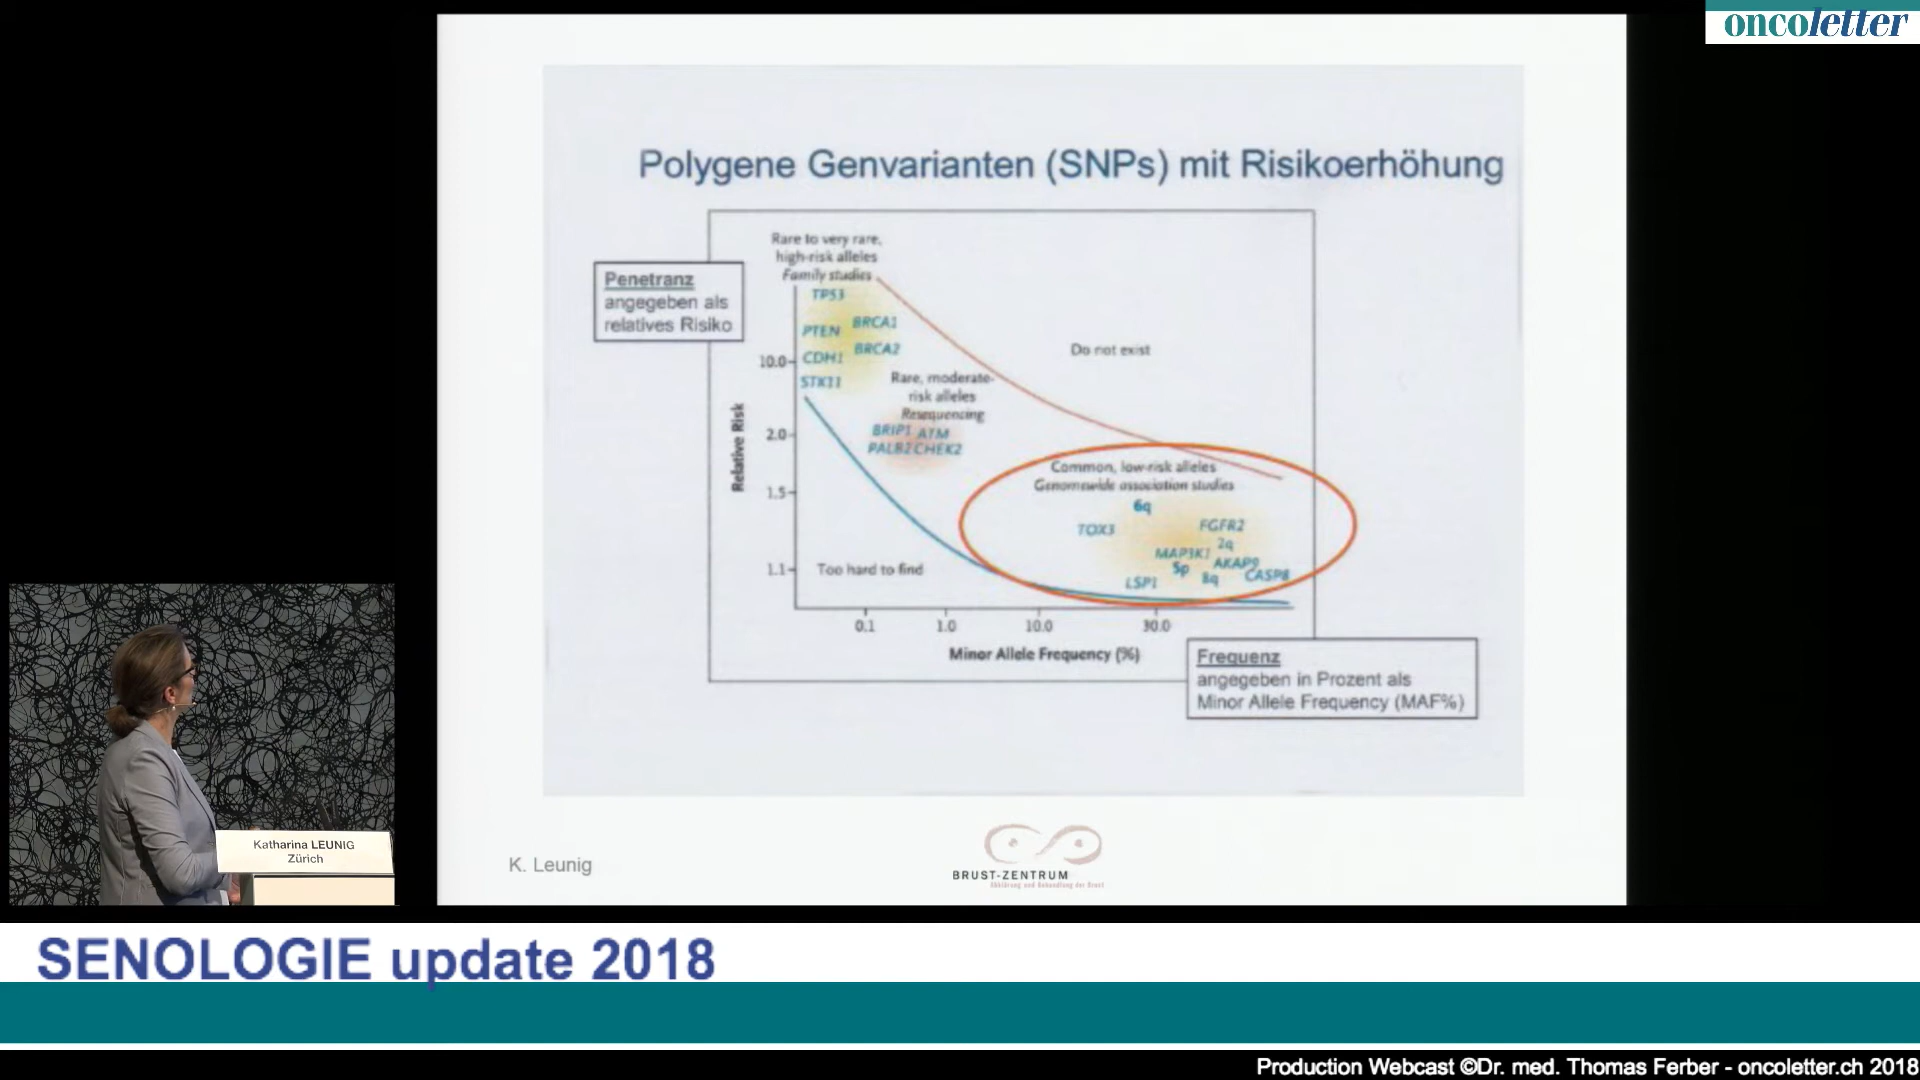 oncoletter
Polygene Genvarianten (SNPs) mit Risikoerhöhung
Rare to very rare,
high-risk alleles
Family studies
Penetranz
angegeben als
relatives Risiko
TP53
PTEN
BRCA1
CDH1
BRCA2
STK11
Do not exist
Rare, moderate-
risk alleles
Resequencing
BRIP1 ATM
PALB2 CHEK2
Common, low-risk alleles
Genomewide association studies
6q
TOX3
FGFR2
2q
MAP3K1
AKAP9
5p
8q
CASP8
LSP1
Too hard to find
Relative Risk
10.0
2.0
1.5
1.1
0.1 1.0 10.0 30.0
Minor Allele Frequency (%)
Frequenz
angegeben in Prozent als
Minor Allele Frequency (MAF%)
K. Leunig
BRUST-ZENTRUM
Abklärung und Behandlung der Brust
Katharina LEUNIG
Zürich
SENOLOGIE update 2018
Production Webcast ©Dr. med. Thomas Ferber - oncoletter.ch 2018